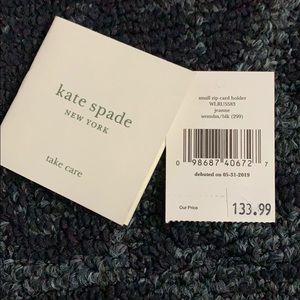 kate spade
NEW YORK
take care
small zip card holder
WLRU5583
jeanne
wrmdm/blk (299)
0 98687 40672 7
debuted on 05-31-2019
Our Price
133.99